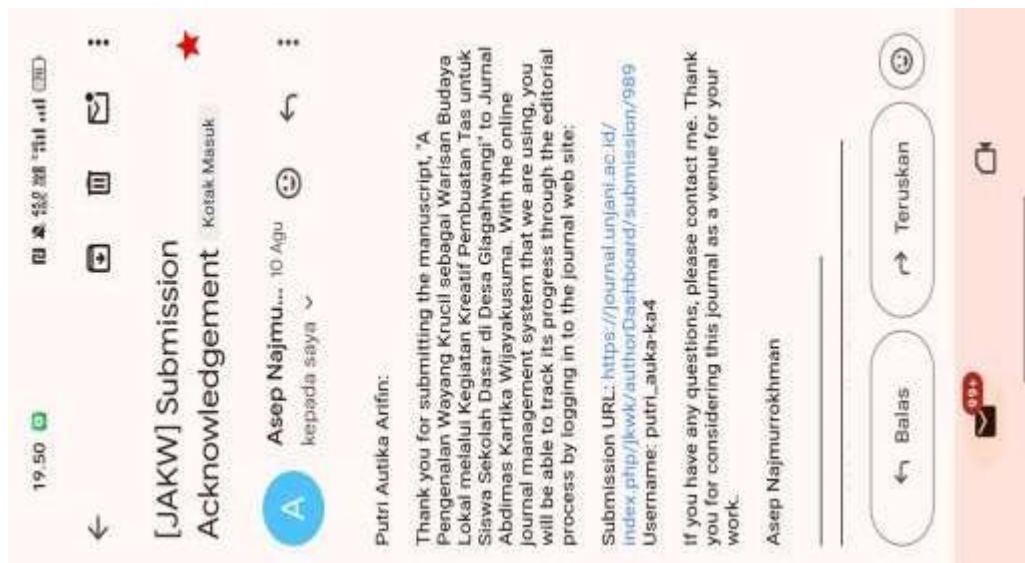 19.50
[JAKW] Submission
Acknowledgement Kotak Masuk
A
Asep Najmu... 10 Agu
kepada saya
Putri Autika Arifin:
Thank you for submitting the manuscript, "A
Pengenalan Wayang Krucil sebagai Warisan Budaya
Lokal melalui Kegiatan Kreatif Pembuatan Tas untuk
Siswa Sekolah Dasar di Desa Glagahwangi" to Jurnal
Abdimas Kartika Wijayakusuma. With the online
journal management system that we are using, you
will be able to track its progress through the editorial
process by logging in to the journal web site:
Submission URL: https://journal.unjani.ac.id/
index.php/jkwk/authorDashboard/submission/989
Username: putri_auka-ka4
If you have any questions, please contact me. Thank
you for considering this journal as a venue for your
work.
Asep Najmurrokhman
Balas
Teruskan
99+